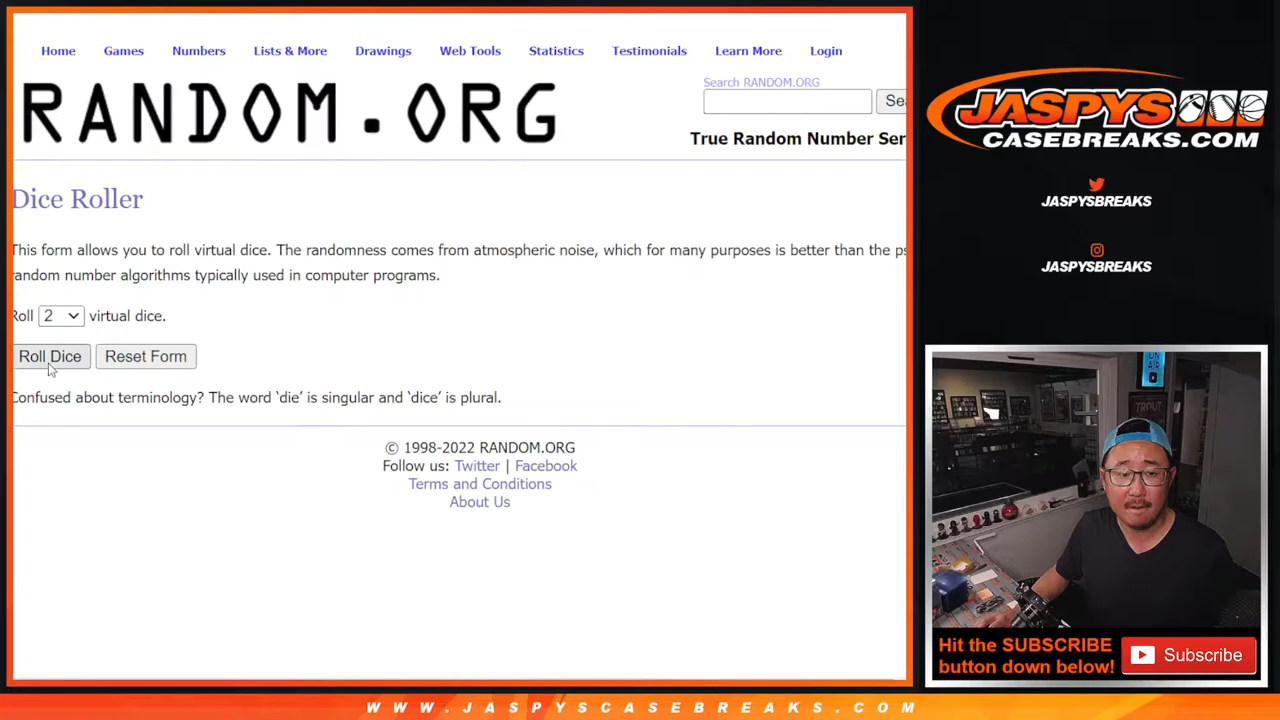 Home Games Numbers Lists & More Drawings Web Tools Statistics Testimonials Learn More Login
RANDOM.ORG
Search RANDOM.ORG
Sea
True Random Number Ser
Dice Roller
This form allows you to roll virtual dice. The randomness comes from atmospheric noise, which for many purposes is better than the ps
random number algorithms typically used in computer programs.
Roll 2 virtual dice.
Roll Dice Reset Form
Confused about terminology? The word ‘die’ is singular and ‘dice’ is plural.
© 1998-2022 RANDOM.ORG
Follow us: Twitter | Facebook
Terms and Conditions
About Us
JASPYS
CASEBREAKS.COM
JASPYSBREAKS
JASPYSBREAKS
ON
AIR
TROUT
Hit the SUBSCRIBE
button down below!
Subscribe
WWW.JASPYSCASEBREAKS.COM